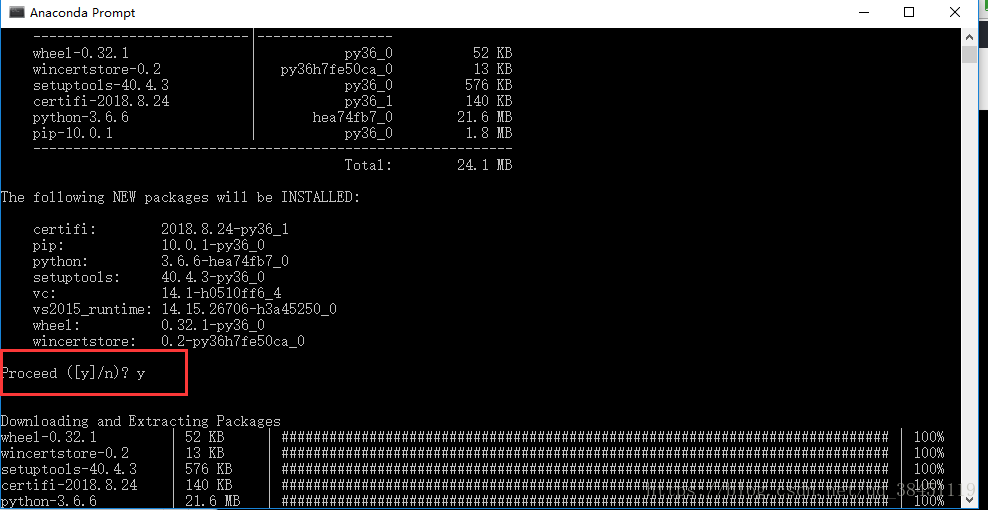 Anaconda Prompt
---------------------------|-----------------
wheel-0.32.1 | py36_0 52 KB
wincertstore-0.2 | py36h7fe50ca_0 13 KB
setuptools-40.4.3 | py36_0 576 KB
certifi-2018.8.24 | py36_1 140 KB
python-3.6.6 | hea74fb7_0 21.6 MB
pip-10.0.1 | py36_0 1.8 MB
------------------------------------------------------------
Total: 24.1 MB
The following NEW packages will be INSTALLED:
certifi: 2018.8.24-py36_1
pip: 10.0.1-py36_0
python: 3.6.6-hea74fb7_0
setuptools: 40.4.3-py36_0
vc: 14.1-h0510ff6_4
vs2015_runtime: 14.15.26706-h3a45250_0
wheel: 0.32.1-py36_0
wincertstore: 0.2-py36h7fe50ca_0
Proceed ([y]/n)? y
Downloading and Extracting Packages
wheel-0.32.1 | 52 KB | ############################################################################ | 100%
wincertstore-0.2 | 13 KB | ############################################################################ | 100%
setuptools-40.4.3 | 576 KB | ############################################################################ | 100%
certifi-2018.8.24 | 140 KB | ############################################################################ | 100%
python-3.6.6 | 21.6 MB | ############################################################################ | 100%